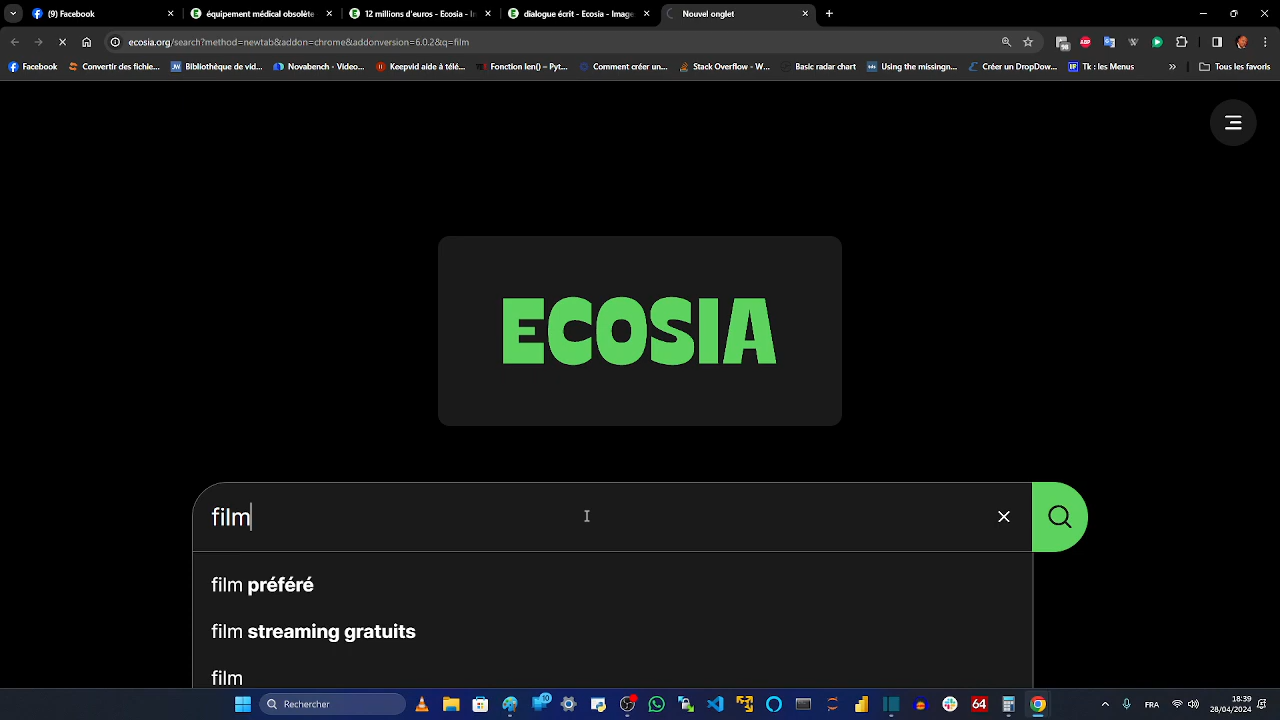 (9) Facebook
équipement médical obsolète
12 millions d'euros - Ecosia - I
dialogue écrit - Ecosia - Image
Nouvel onglet
ecosia.org/search?method=newtab&addon=chrome&addonversion=6.0.2&q=film
Facebook
Convertir des fiche...
Bibliothèque de vid...
Novabench - Video...
Keepvid aide à télé...
Fonction len() – Pyt...
Comment créer un...
Stack Overflow - W...
Basic radar chart
Using the missingn...
Créer un DropDow...
Tk : les Menus
Tous les favoris
ECOSIA
film
film préféré
film streaming gratuits
film
Rechercher
10
64
FRA
18:39
28/04/2024